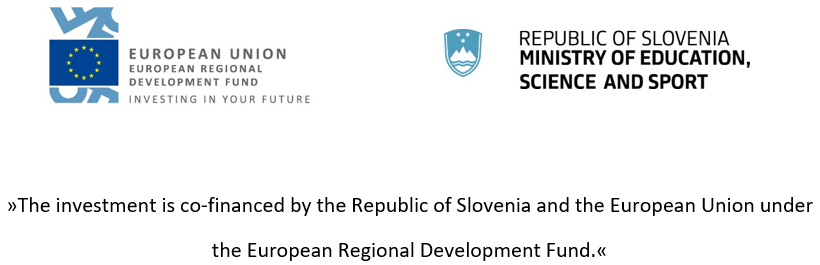 EUROPEAN UNION
EUROPEAN REGIONAL
DEVELOPMENT FUND
INVESTING IN YOUR FUTURE
REPUBLIC OF SLOVENIA
MINISTRY OF EDUCATION,
SCIENCE AND SPORT
»The investment is co-financed by the Republic of Slovenia and the European Union under
the European Regional Development Fund.«